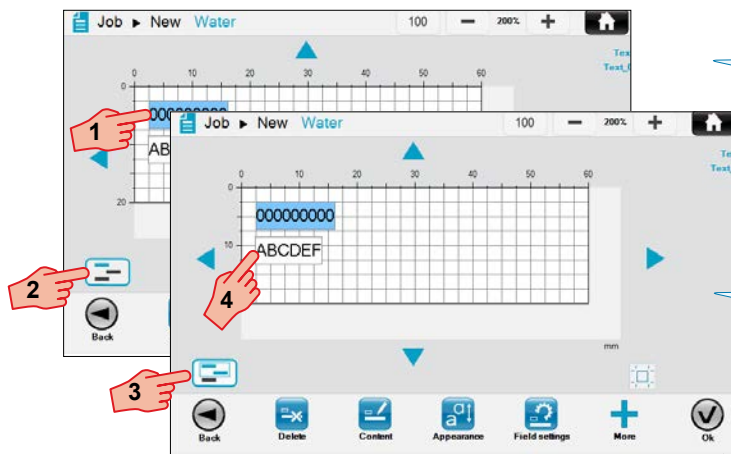 Job ► New Water 100 − 200% +
Tex
Text_
0 10 20 30 40 50 60
0
000000000
1
AB
20
2
Back
Job ► New Water 100 − 200% +
Te
Text_
0 10 20 30 40 50 60
0
000000000
10
ABCDEF
4
mm
3
Back Delete Content Appearance Field settings More Ok